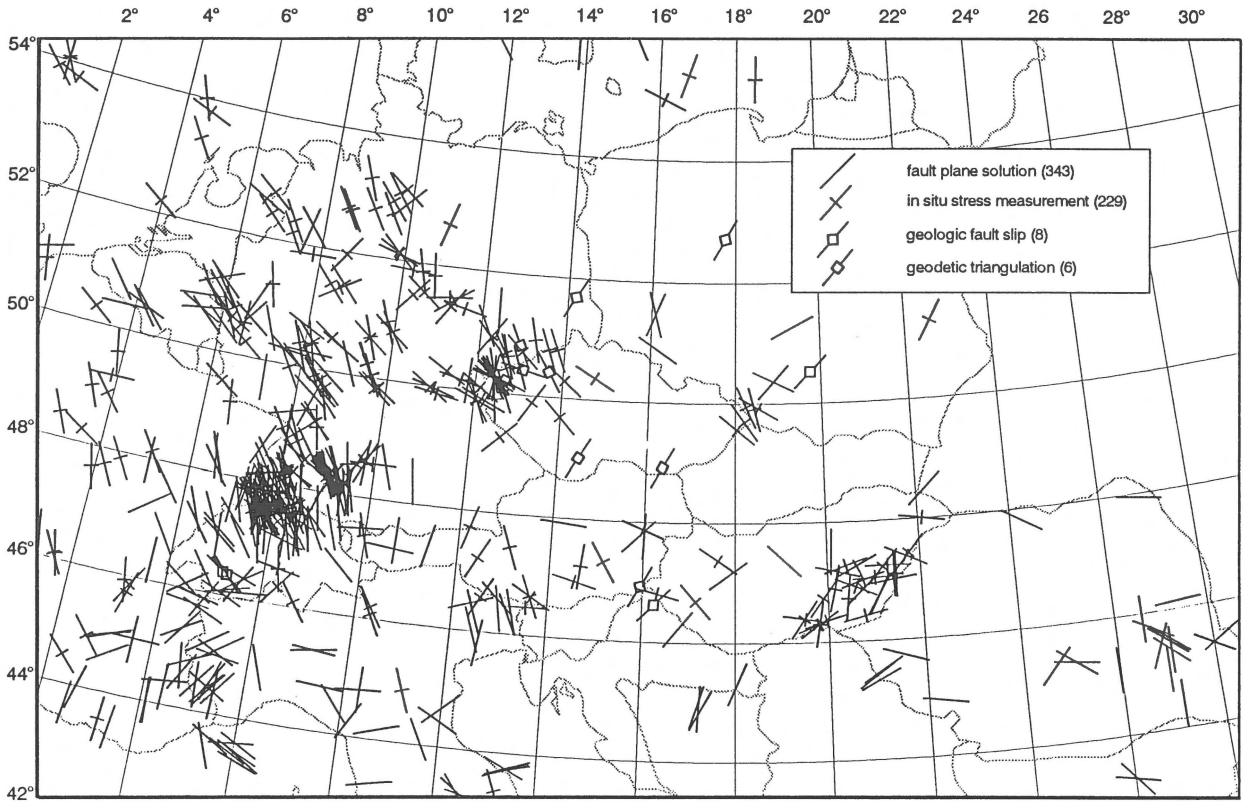 2° 4° 6° 8° 10° 12° 14° 16° 18° 20° 22° 24° 26° 28° 30°
54°
52°
50°
48°
46°
44°
42°
fault plane solution (343)
in situ stress measurement (229)
geologic fault slip (8)
geodetic triangulation (6)